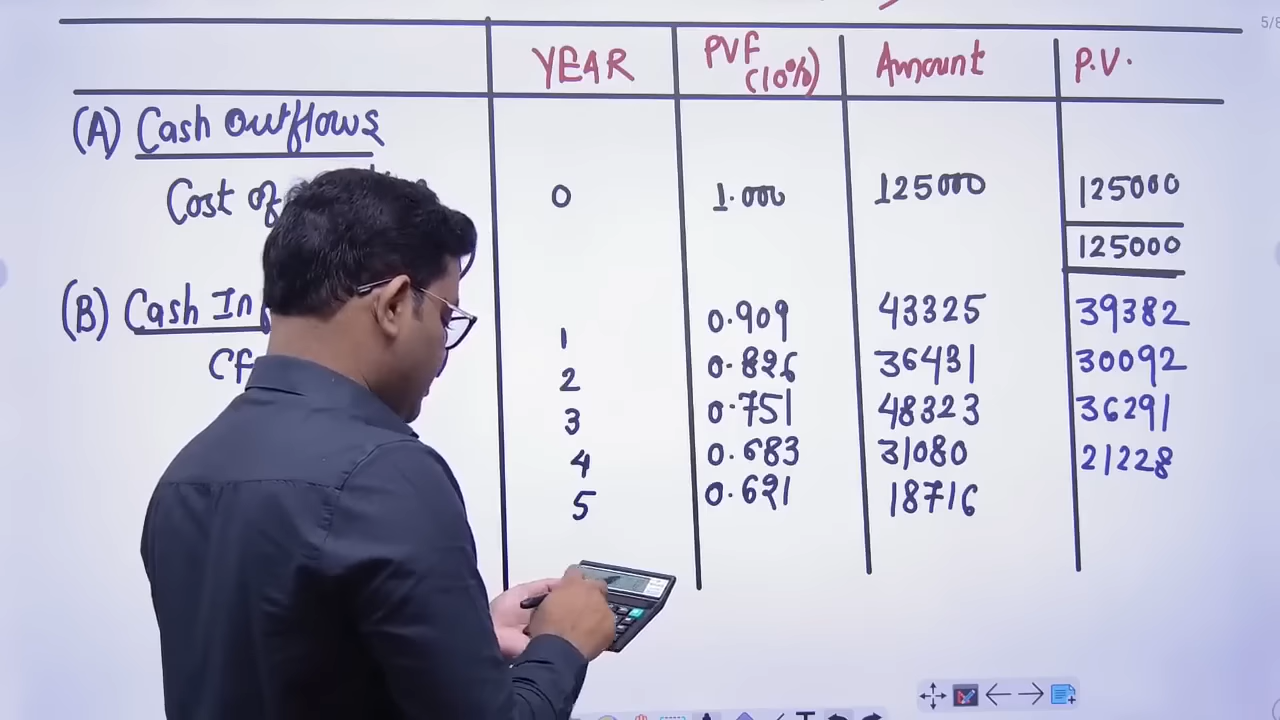 YEAR PVF (10%) Amount P.V.
(A) Cash Outflows
Cost of 0 1.000 125000 125000
125000
(B) Cash In
1 0.909 43325 39382
CF 2 0.826 36431 30092
3 0.751 48323 36291
4 0.683 31080 21228
5 0.621 18716